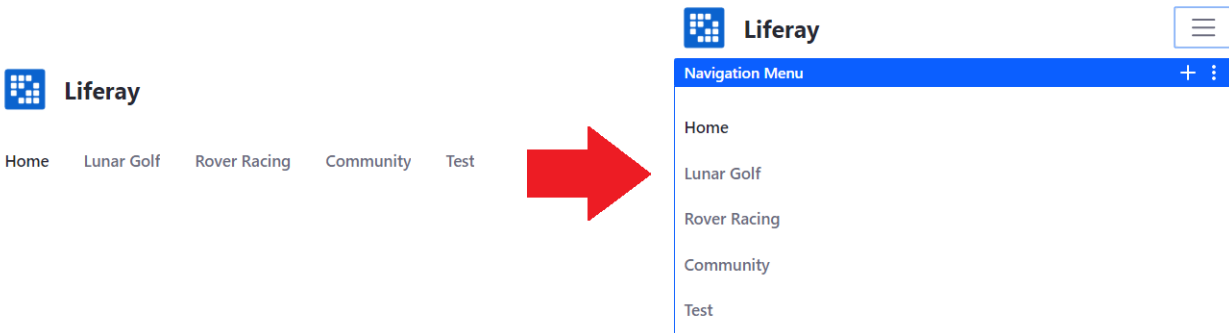 Liferay
Home Lunar Golf Rover Racing Community Test
Liferay
Navigation Menu
Home
Lunar Golf
Rover Racing
Community
Test